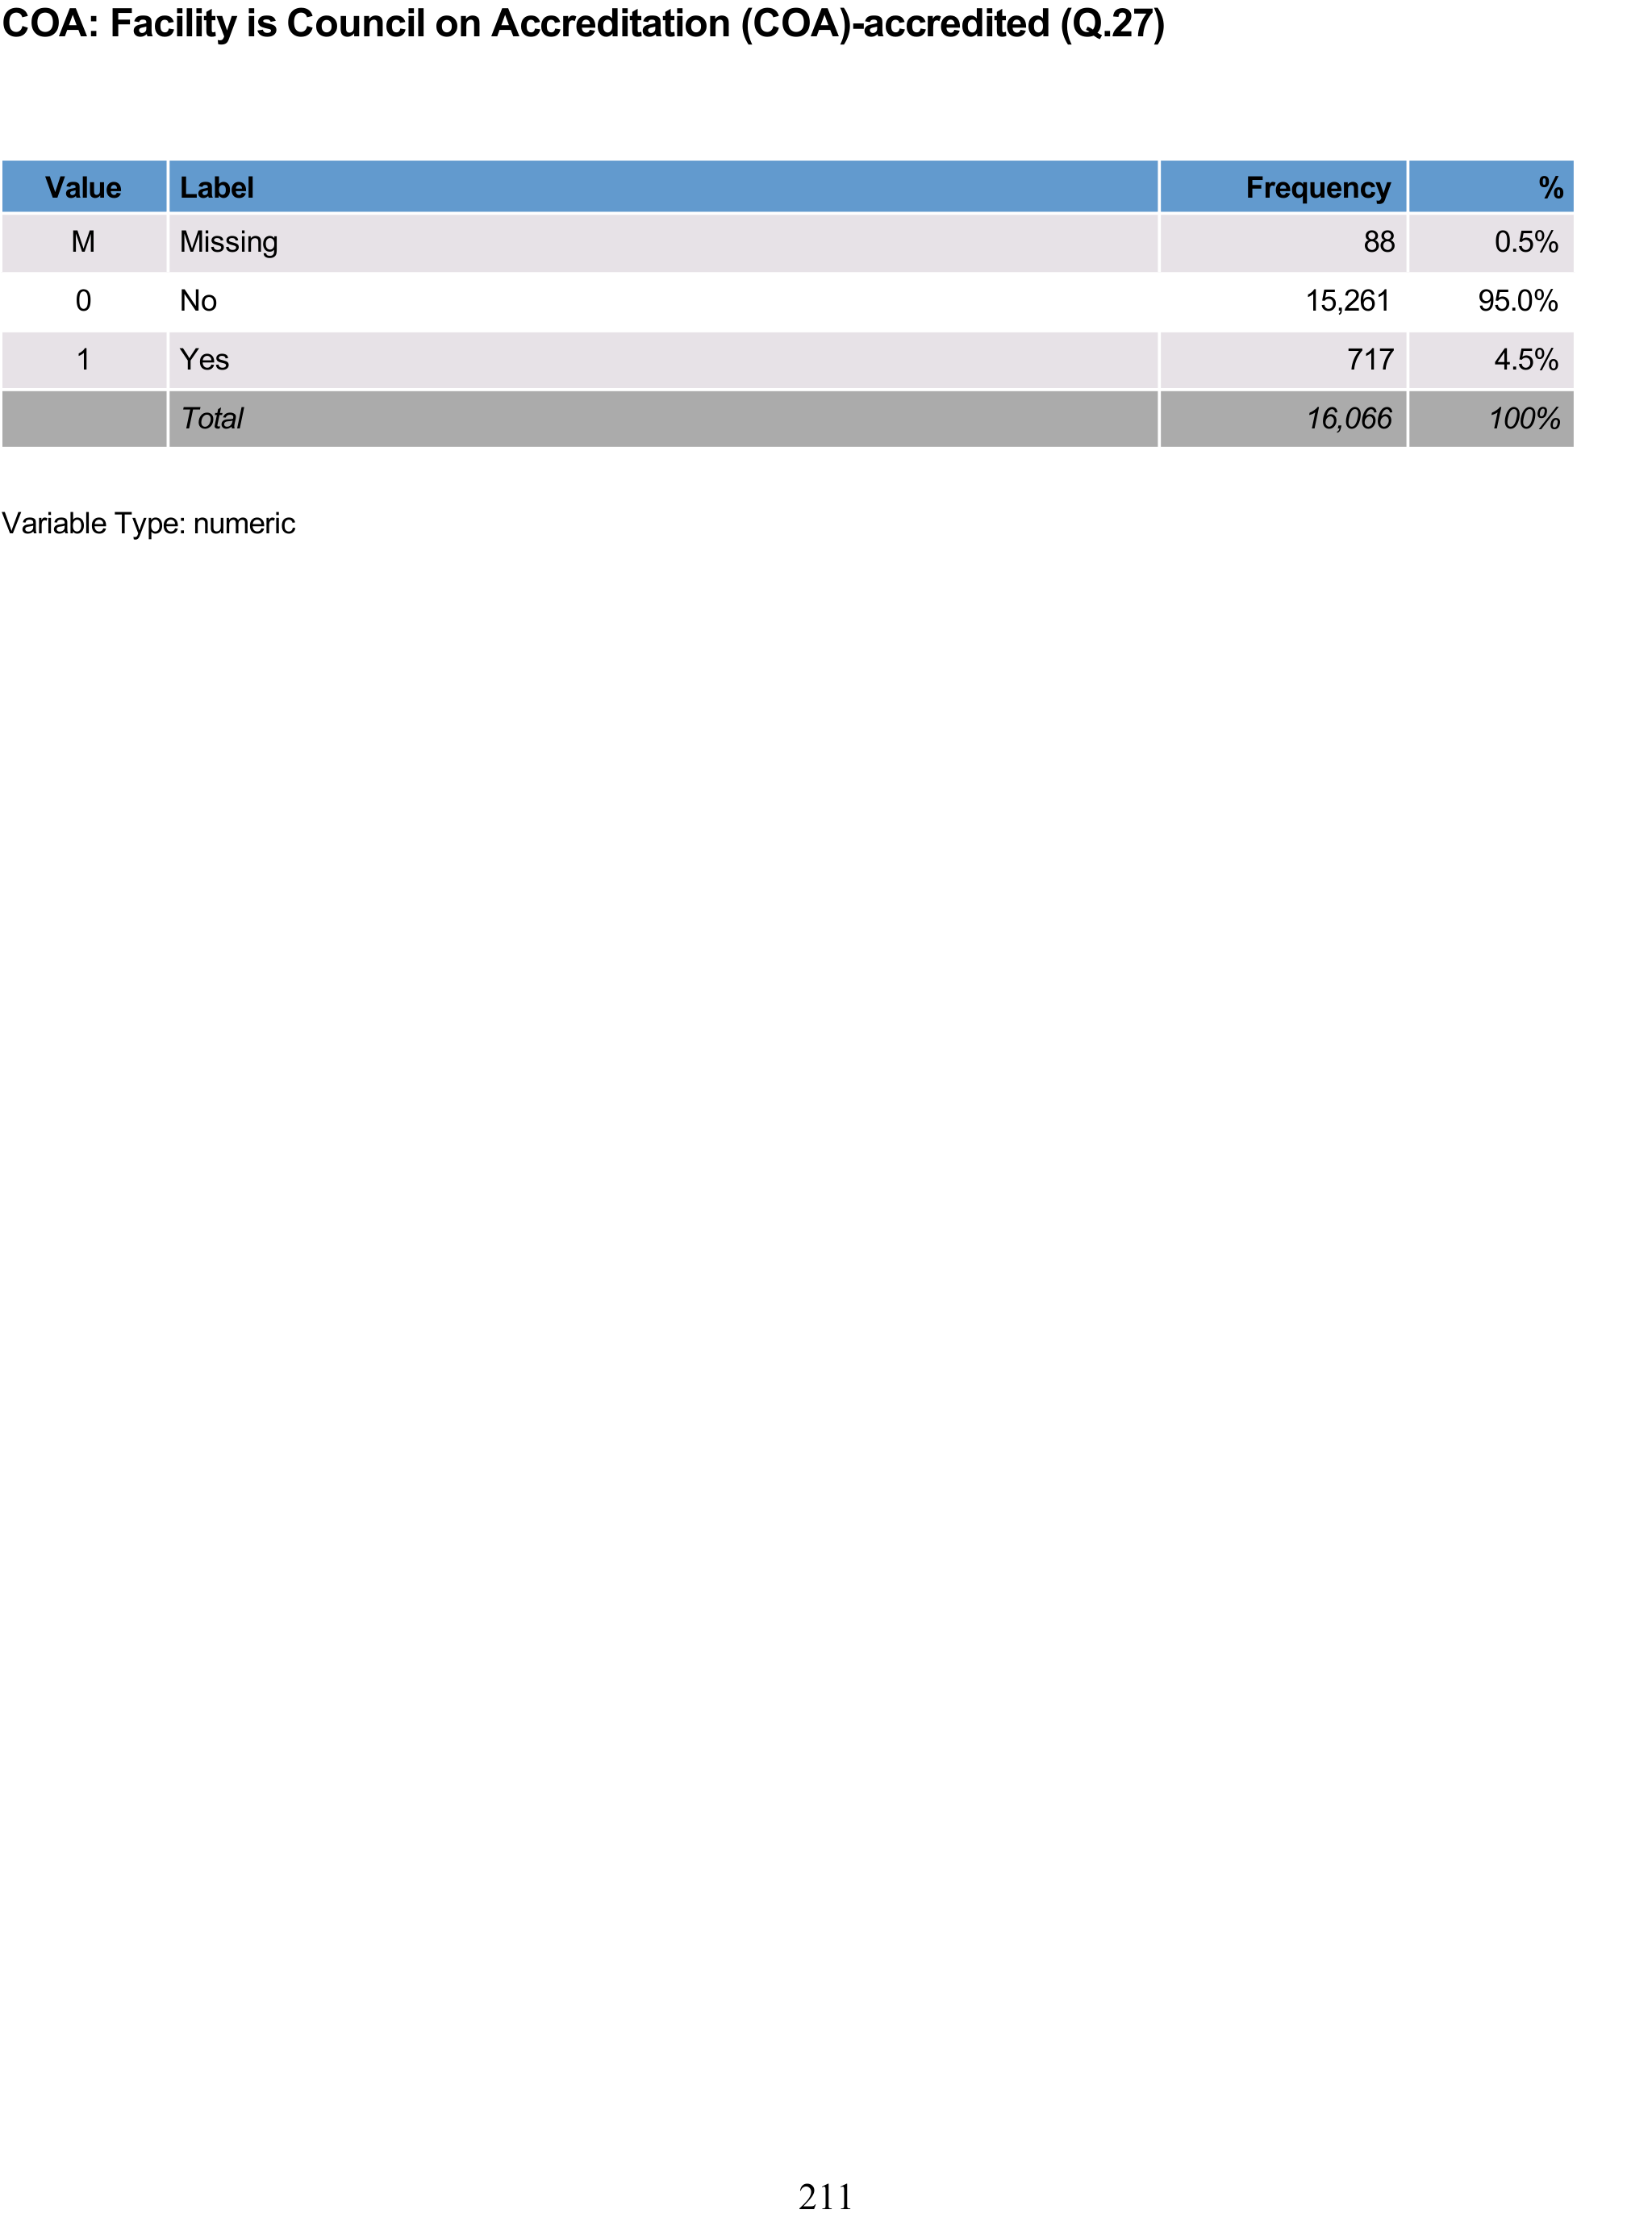 COA: Facility is Council on Accreditation (COA)-accredited (Q.27)
Value Label Frequency %
M Missing 88 0.5%
0 No 15,261 95.0%
1 Yes 717 4.5%
Total 16,066 100%
Variable Type: numeric
211